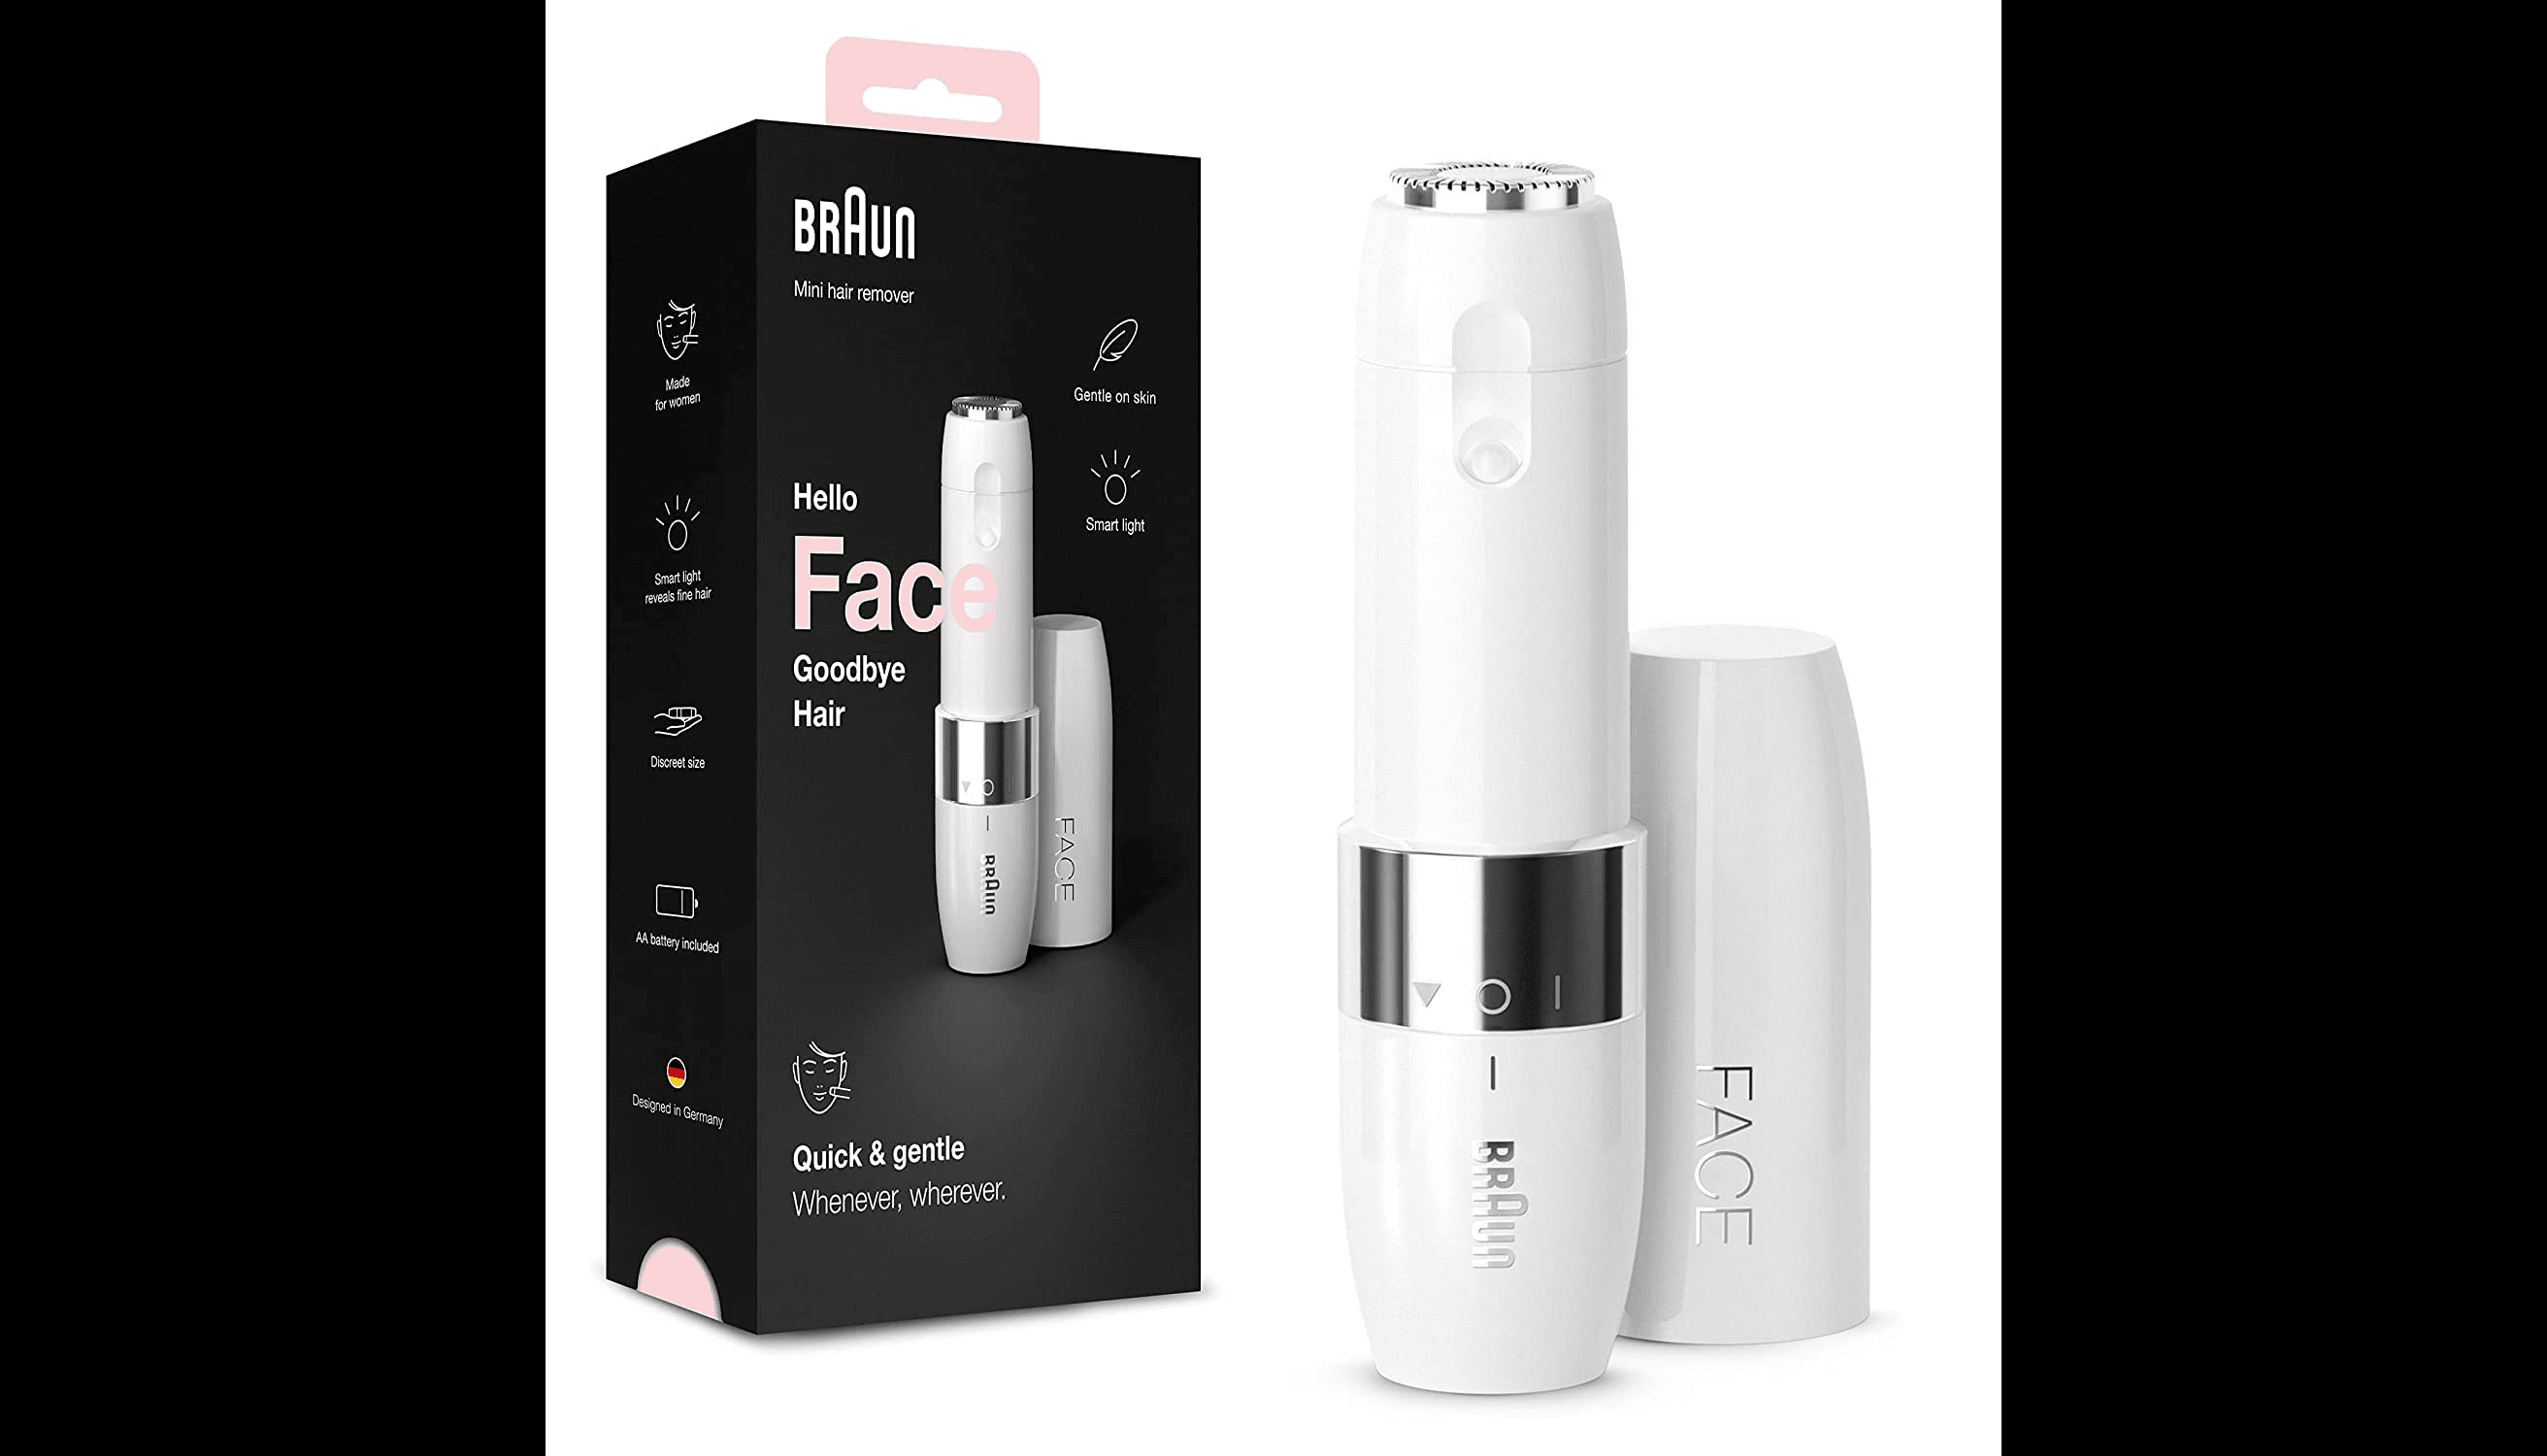 BRAUN
Mini hair remover
Made
for women
Smart light
reveals fine hair
Discreet size
AA battery included
Designed in Germany
Gentle on skin
Smart light
Hello
Face
Goodbye
Hair
BRAUN
FACE
Quick & gentle
Whenever, wherever.
BRAUN
FACE